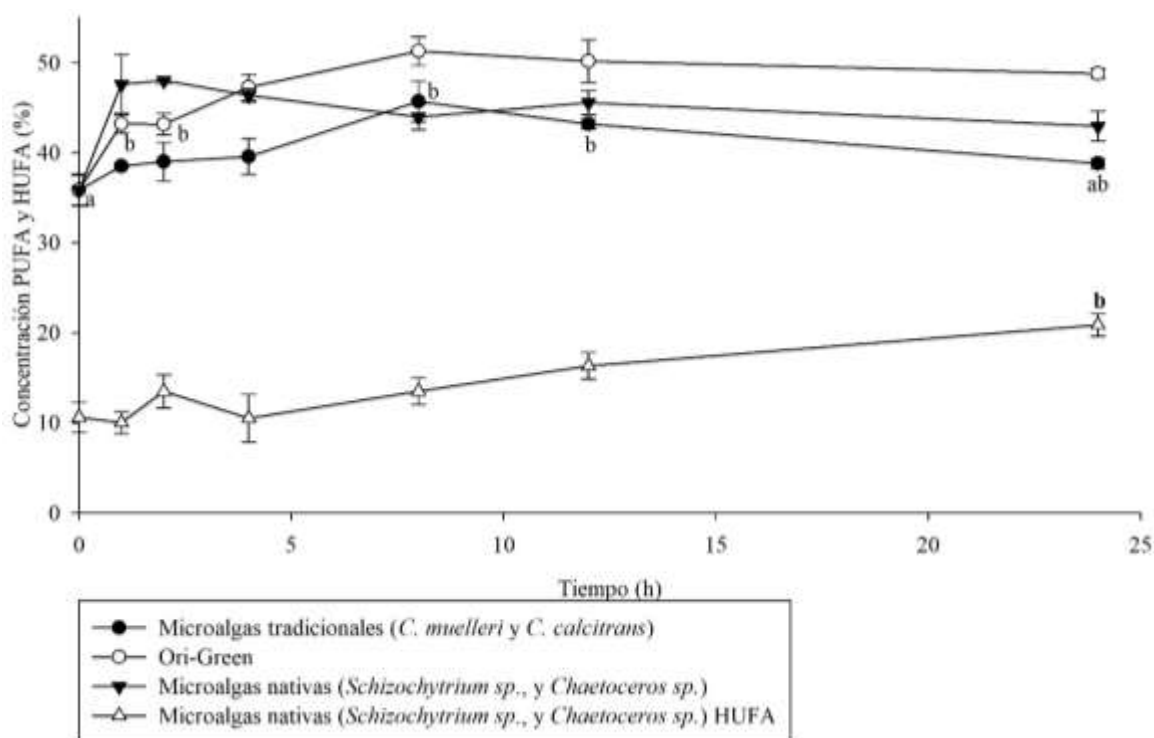 Concentración PUFA y HUFA (%)
50
40
30
20
10
0
a
b
b
b
b
ab
b
0 5 10 15 20 25
Tiempo (h)
Microalgas tradicionales (C. muelleri y C. calcitrans)
Ori-Green
Microalgas nativas (Schizochytrium sp., y Chaetoceros sp.)
Microalgas nativas (Schizochytrium sp., y Chaetoceros sp.) HUFA